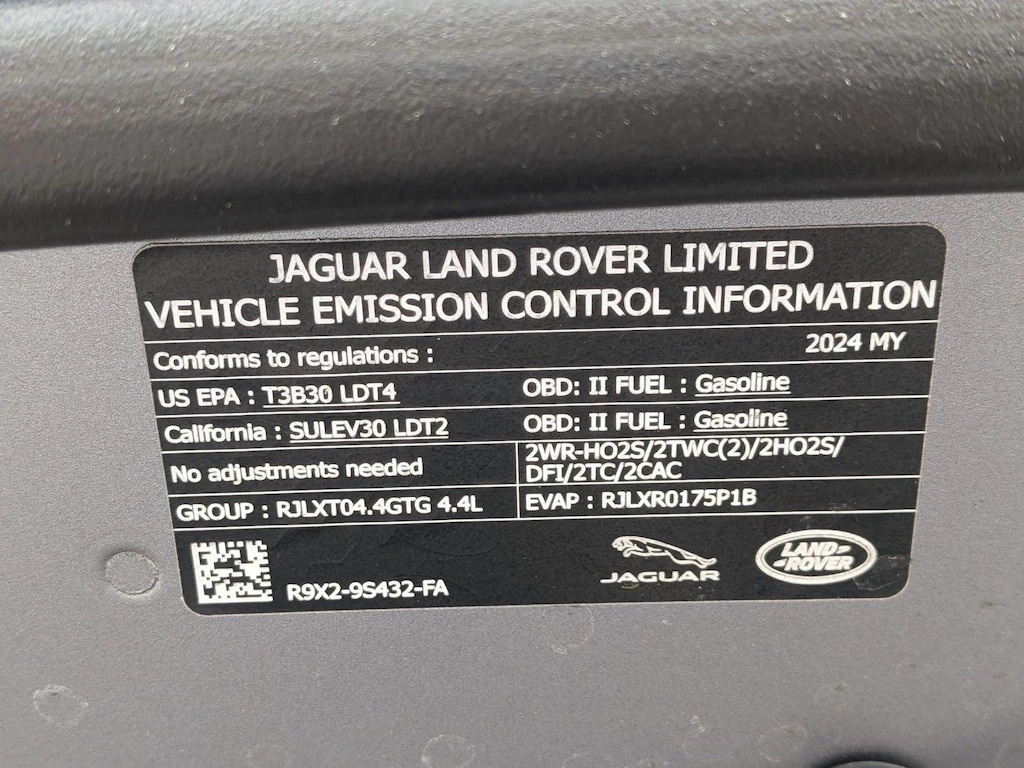 JAGUAR LAND ROVER LIMITED
VEHICLE EMISSION CONTROL INFORMATION
Conforms to regulations : 2024 MY
US EPA : T3B30 LDT4 OBD: II FUEL : Gasoline
California : SULEV30 LDT2 OBD: II FUEL : Gasoline
No adjustments needed
2WR-HO2S/2TWC(2)/2HO2S/
DFI/2TC/2CAC
GROUP : RJLXT04.4GTG 4.4L EVAP : RJLXR0175P1B
R9X2-9S432-FA
JAGUAR
LAND-
-ROVER